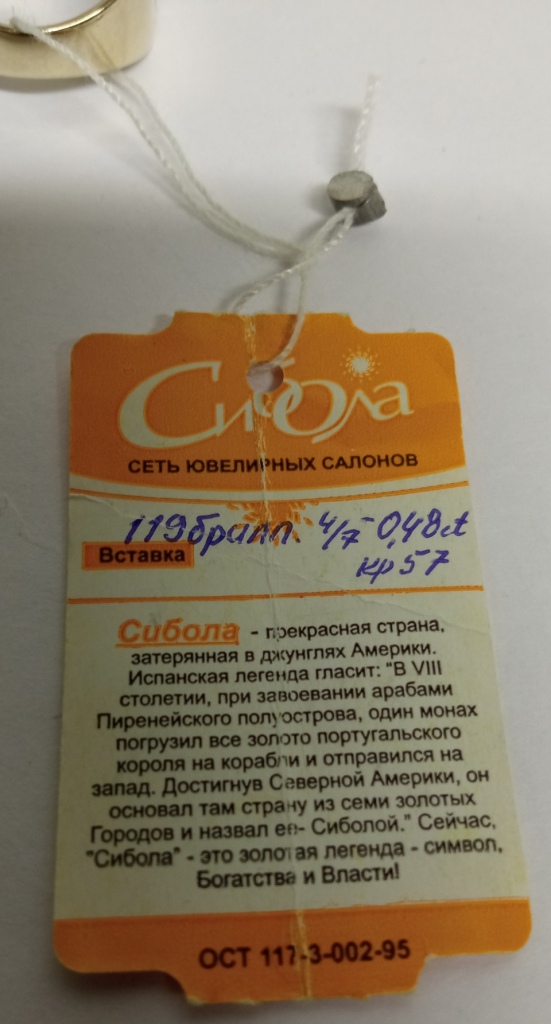 Сибола
СЕТЬ ЮВЕЛИРНЫХ САЛОНОВ
119брилл. 4/7-0,48ct
Вставка
кр57
Сибола - прекрасная страна,
затерянная в джунглях Америки.
Испанская легенда гласит: "В VIII
столетии, при завоевании арабами
Пиренейского полуострова, один монах
погрузил все золото португальского
короля на корабли и отправился на
запад. Достигнув Северной Америки, он
основал там страну из семи золотых
Городов и назвал ее- Сиболой." Сейчас,
"Сибола" - это золотая легенда - символ,
Богатства и Власти!
ОСТ 117-3-002-95